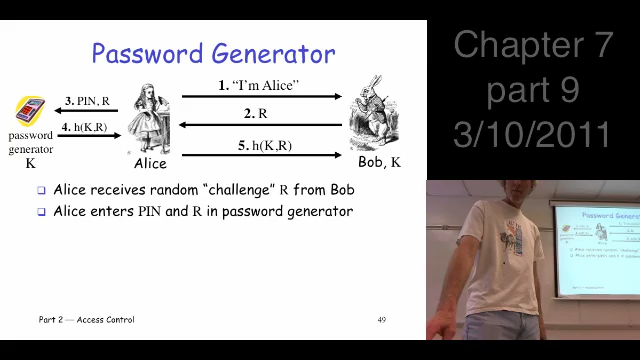 Password Generator
Chapter 7
part 9
3/10/2011
1. "I'm Alice"
3. PIN, R
2. R
4. h(K,R)
password
generator
K
5. h(K,R)
Alice
Bob, K
Alice receives random "challenge" R from Bob
Alice enters PIN and R in password generator
Part 2 — Access Control
49
Password Generator